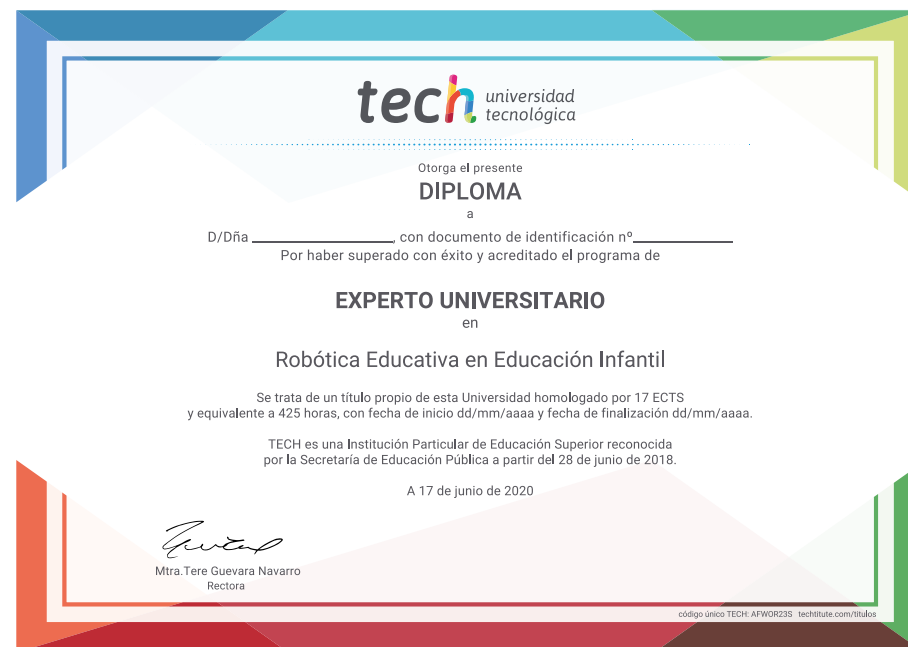 tech universidad
tecnológica
Otorga el presente
DIPLOMA
a
D/Dña ____________________, con documento de identificación nº______________
Por haber superado con éxito y acreditado el programa de
EXPERTO UNIVERSITARIO
en
Robótica Educativa en Educación Infantil
Se trata de un título propio de esta Universidad homologado por 17 ECTS
y equivalente a 425 horas, con fecha de inicio dd/mm/aaaa y fecha de finalización dd/mm/aaaa.
TECH es una Institución Particular de Educación Superior reconocida
por la Secretaría de Educación Pública a partir del 28 de junio de 2018.
A 17 de junio de 2020
Mtra.Tere Guevara Navarro
Rectora
código único TECH: AFWOR23S techtitute.com/titulos